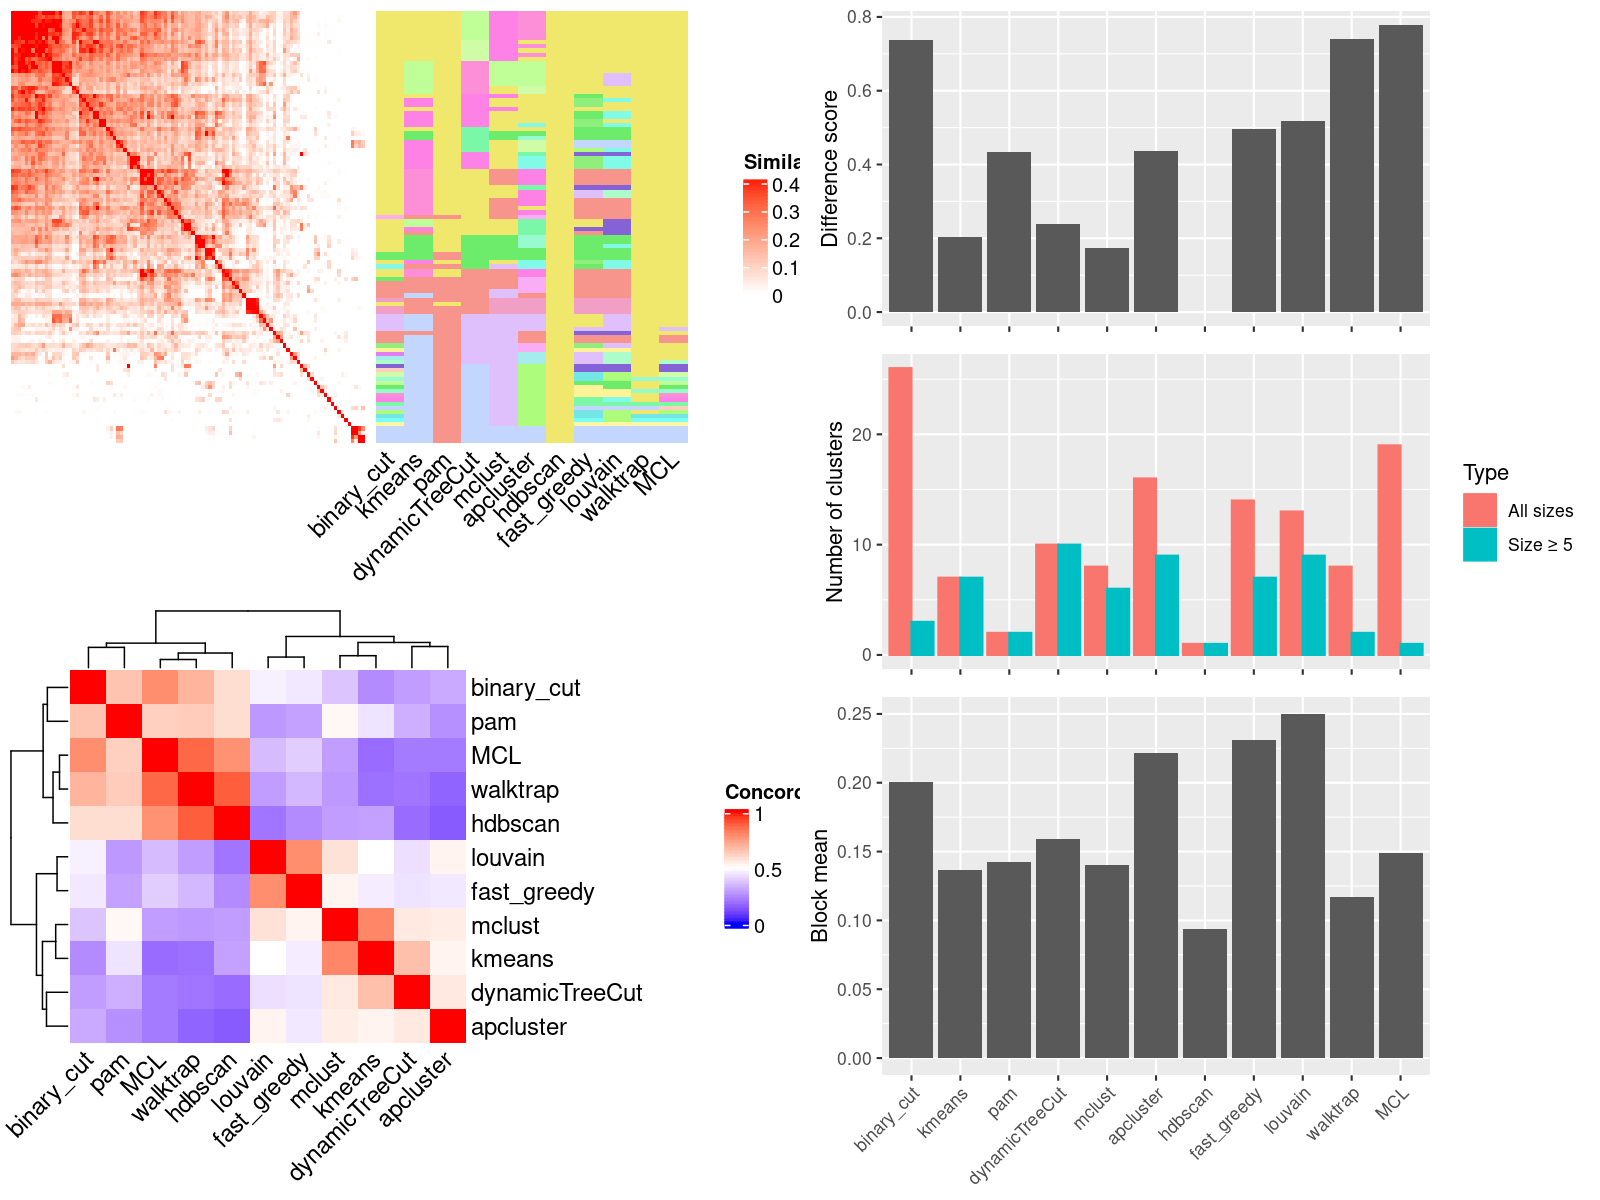 Simila
0.4
0.3
0.2
0.1
0
binary_cut
kmeans
pam
dynamicTreeCut
mclust
apcluster
hdbscan
fast_greedy
louvain
walktrap
MCL
binary_cut
pam
MCL
walktrap
hdbscan
louvain
fast_greedy
mclust
kmeans
dynamicTreeCut
apcluster
binary_cut
pam
MCL
walktrap
hdbscan
louvain
fast_greedy
mclust
kmeans
dynamicTreeCut
apcluster
Concord
1
0.5
0
Difference score
0.8
0.6
0.4
0.2
0.0
Number of clusters
20
10
0
Type
All sizes
Size ≥ 5
Block mean
0.25
0.20
0.15
0.10
0.05
0.00
binary_cut
kmeans
pam
dynamicTreeCut
mclust
apcluster
hdbscan
fast_greedy
louvain
walktrap
MCL